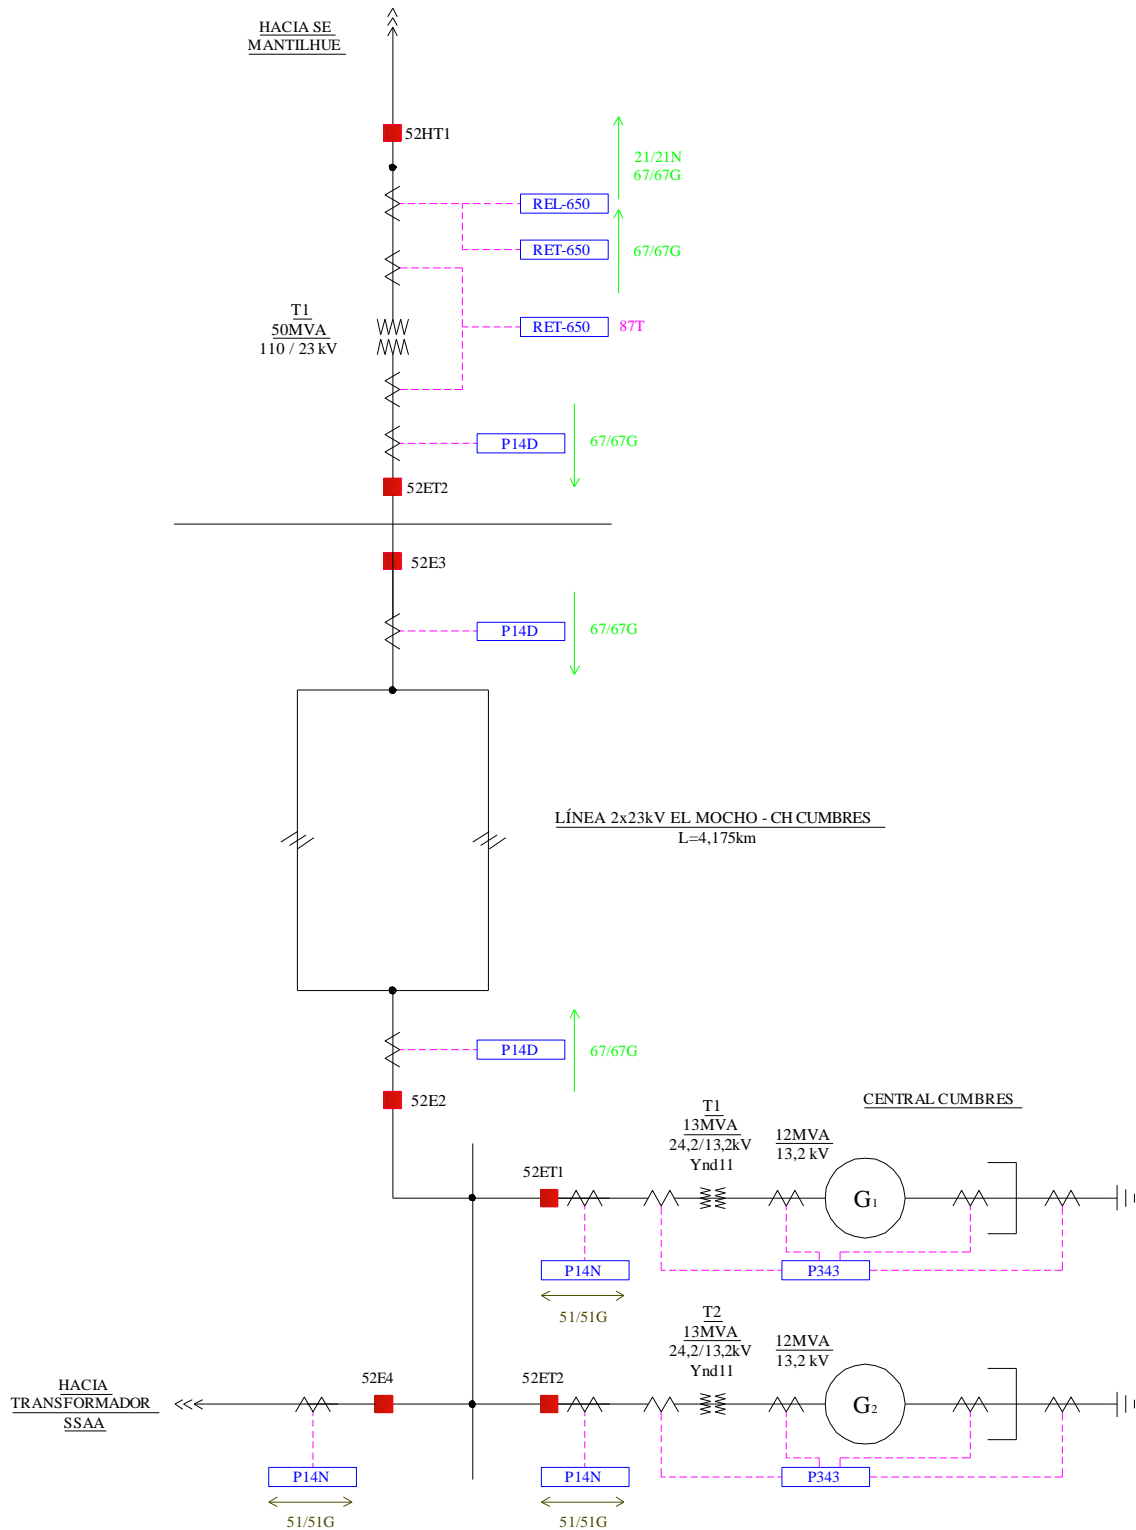 HACIA SE
MANTILHUE
52HT1
21/21N
67/67G
REL-650
RET-650
67/67G
T1
50MVA
110 / 23 kV
RET-650
87T
P14D
67/67G
52ET2
52E3
P14D
67/67G
LÍNEA 2x23kV EL MOCHO - CH CUMBRES
L=4,175km
P14D
67/67G
52E2
CENTRAL CUMBRES
T1
13MVA
24,2/13,2kV
Ynd11
12MVA
13,2 kV
52ET1
G1
P14N
P343
51/51G
T2
13MVA
24,2/13,2kV
Ynd11
12MVA
13,2 kV
HACIA
TRANSFORMADOR
SSAA
52E4
52ET2
G2
P14N
P14N
P343
51/51G
51/51G